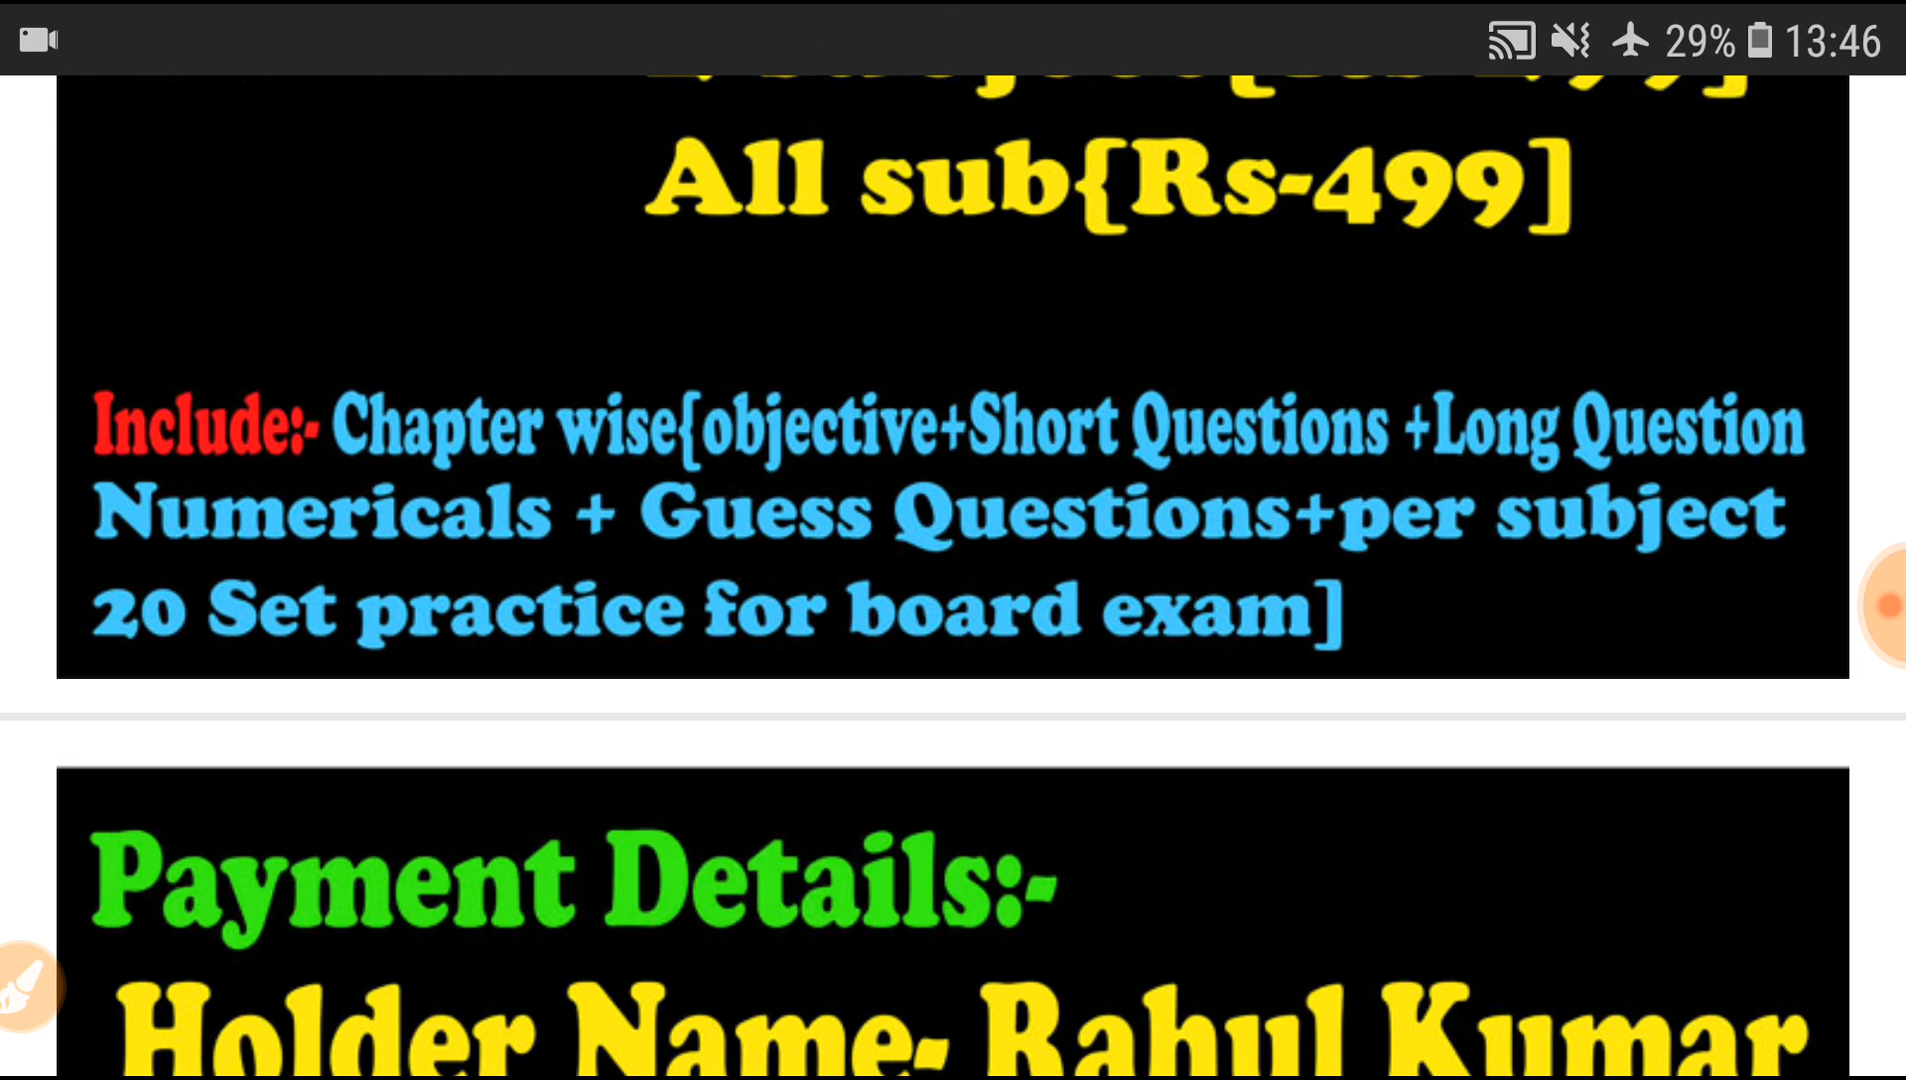 29% 13:46
All sub{Rs-499]
Include:- Chapter wise{objective+Short Questions +Long Question
Numericals + Guess Questions+per subject
20 Set practice for board exam]
Payment Details:-
Holder Name- Rahul Kumar